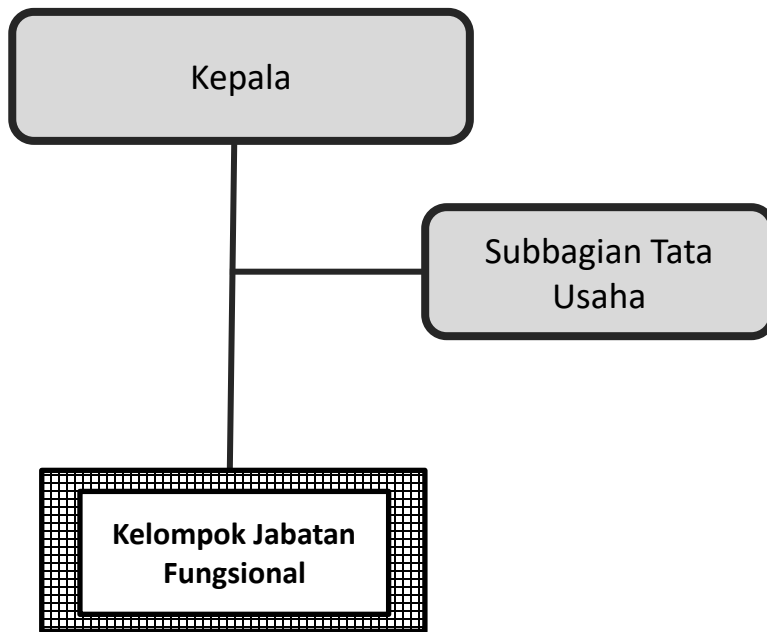 Kepala
Subbagian Tata
Usaha
Kelompok Jabatan
Fungsional